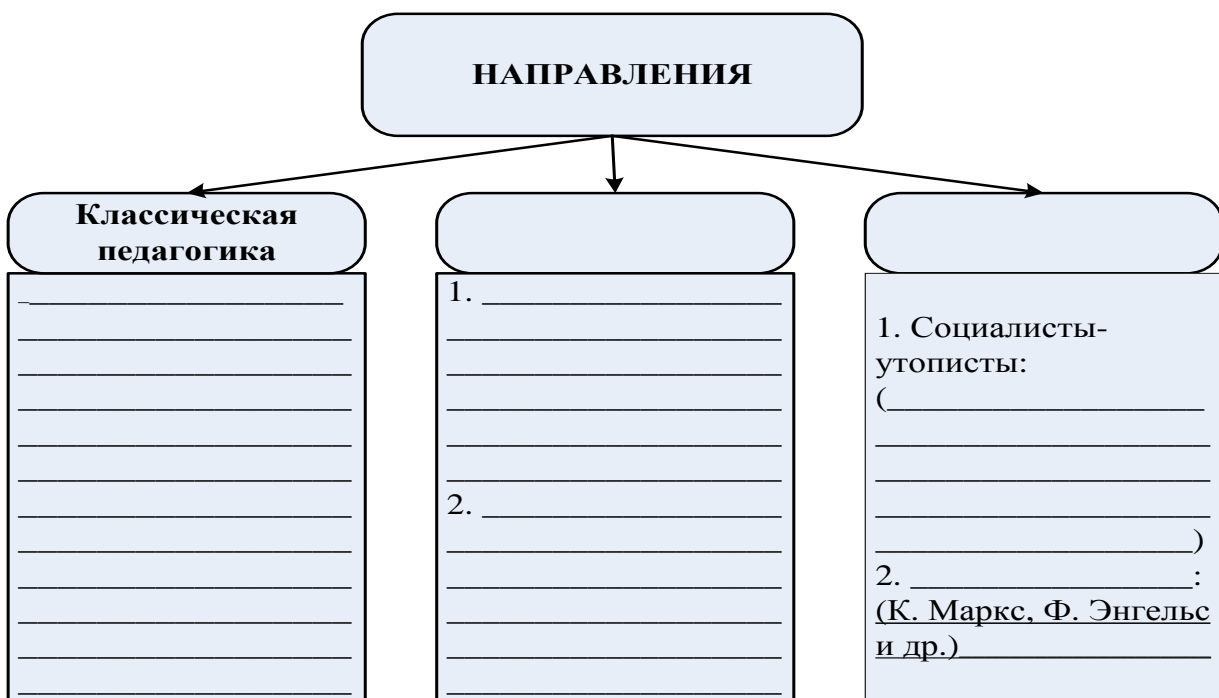 НАПРАВЛЕНИЯ
Классическая
педагогика
1.
2.
1. Социалисты-
утописты:
(
)
2. :
(К. Маркс, Ф. Энгельс
и др.)